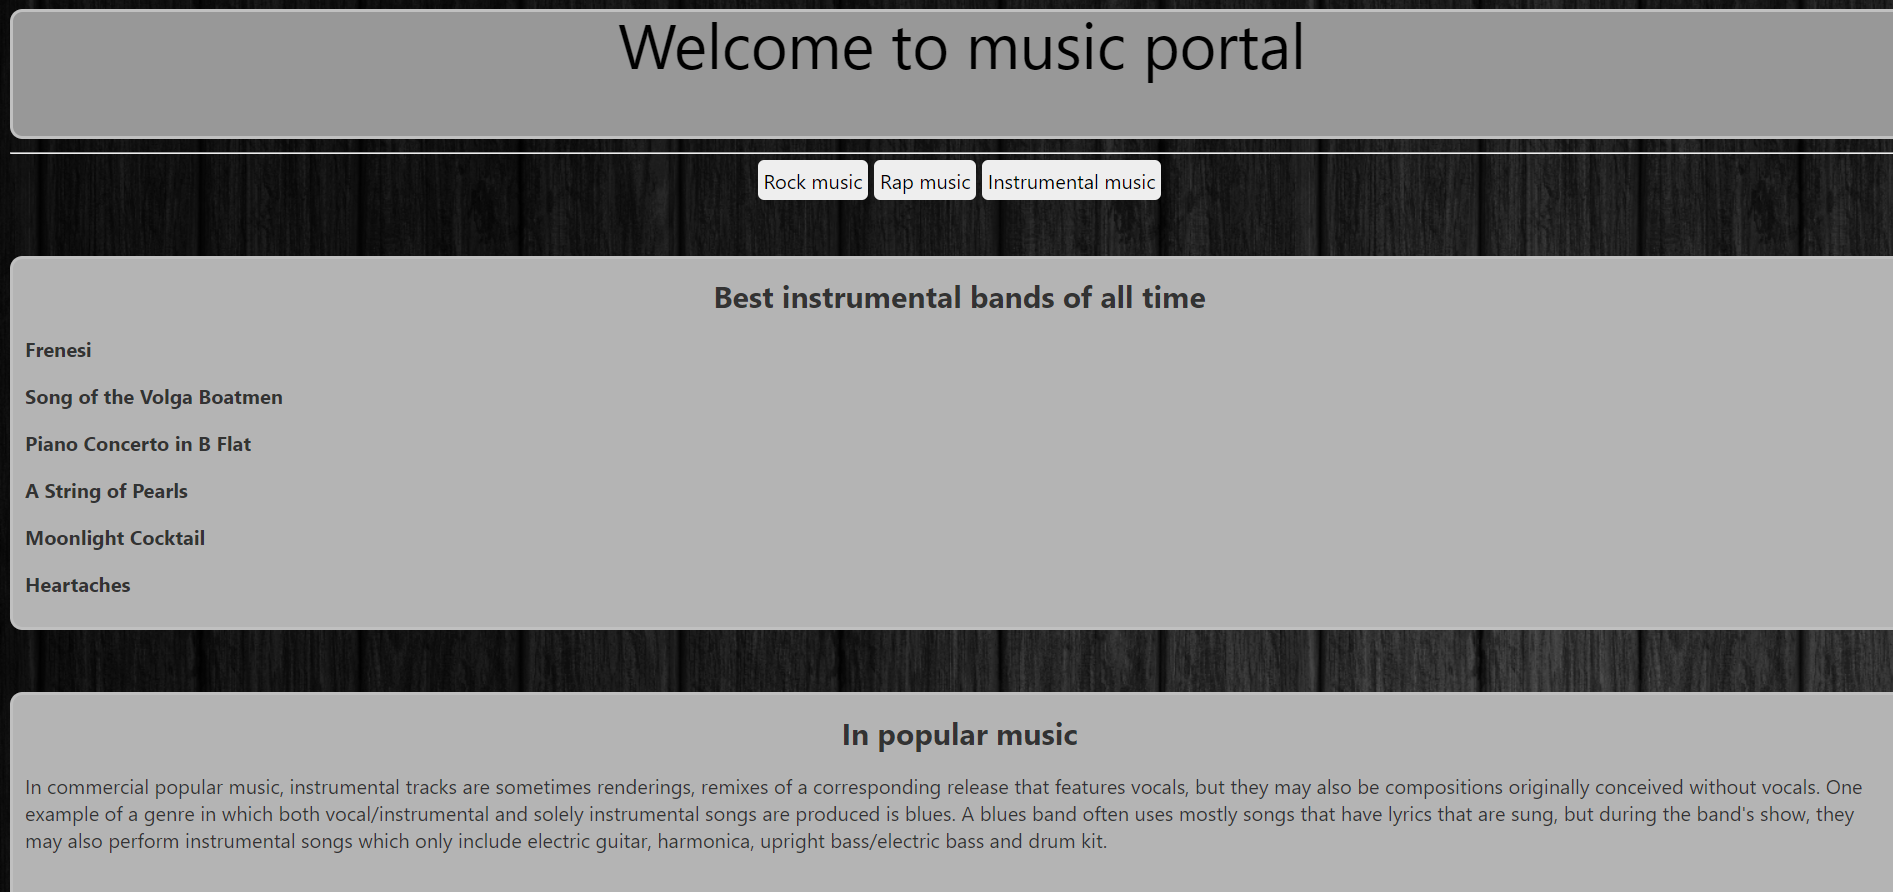 Welcome to music portal
Rock music Rap music Instrumental music
Best instrumental bands of all time
Frenesi
Song of the Volga Boatmen
Piano Concerto in B Flat
A String of Pearls
Moonlight Cocktail
Heartaches
In popular music
In commercial popular music, instrumental tracks are sometimes renderings, remixes of a corresponding release that features vocals, but they may also be compositions originally conceived without vocals. One
example of a genre in which both vocal/instrumental and solely instrumental songs are produced is blues. A blues band often uses mostly songs that have lyrics that are sung, but during the band's show, they
may also perform instrumental songs which only include electric guitar, harmonica, upright bass/electric bass and drum kit.